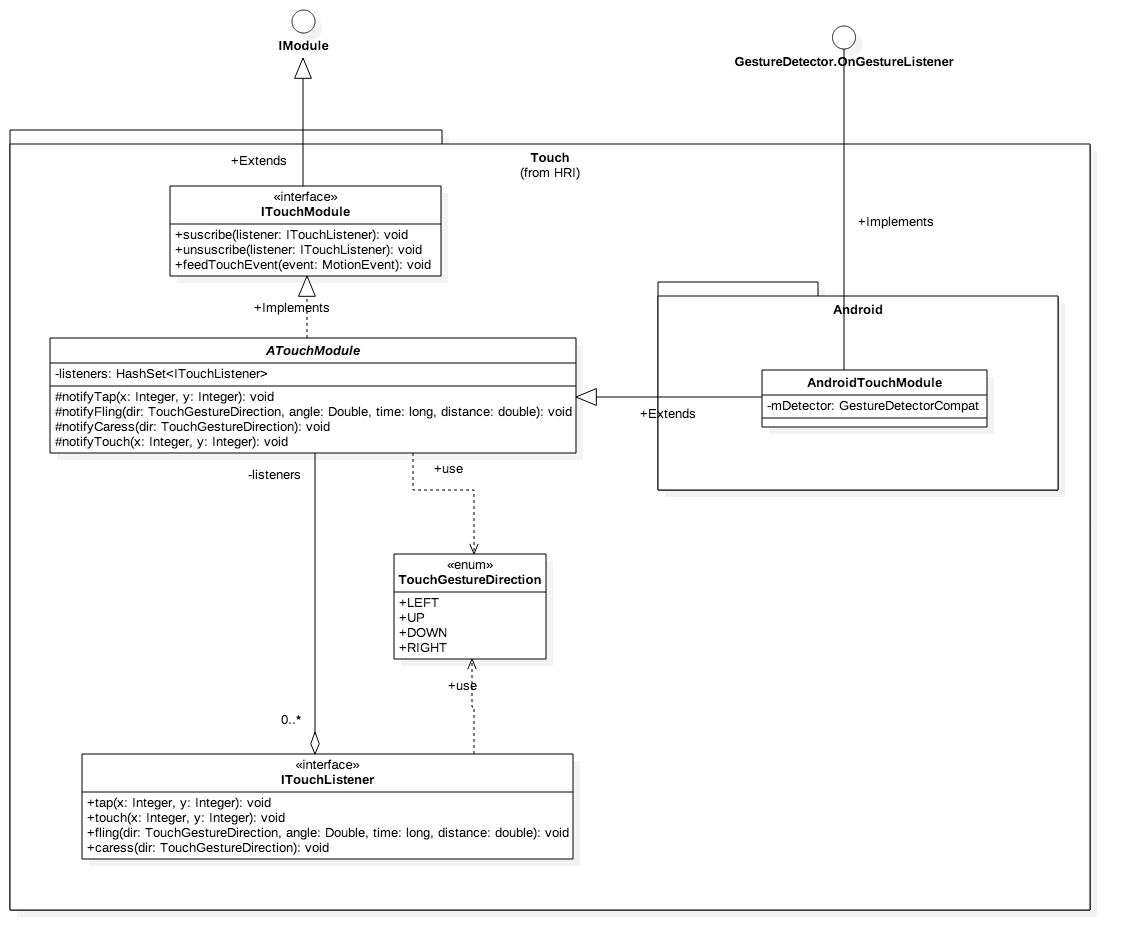 IModule
GestureDetector.OnGestureListener
+Extends
Touch
(from HRI)
«interface»
ITouchModule
+suscribe(listener: ITouchListener): void
+unsuscribe(listener: ITouchListener): void
+feedTouchEvent(event: MotionEvent): void
+Implements
+Implements
Android
ATouchModule
-listeners: HashSet<ITouchListener>
#notifyTap(x: Integer, y: Integer): void
#notifyFling(dir: TouchGestureDirection, angle: Double, time: long, distance: double): void
#notifyCaress(dir: TouchGestureDirection): void
#notifyTouch(x: Integer, y: Integer): void
AndroidTouchModule
-mDetector: GestureDetectorCompat
+Extends
-listeners
+use
«enum»
TouchGestureDirection
+LEFT
+UP
+DOWN
+RIGHT
+use
0..*
«interface»
ITouchListener
+tap(x: Integer, y: Integer): void
+touch(x: Integer, y: Integer): void
+fling(dir: TouchGestureDirection, angle: Double, time: long, distance: double): void
+caress(dir: TouchGestureDirection): void